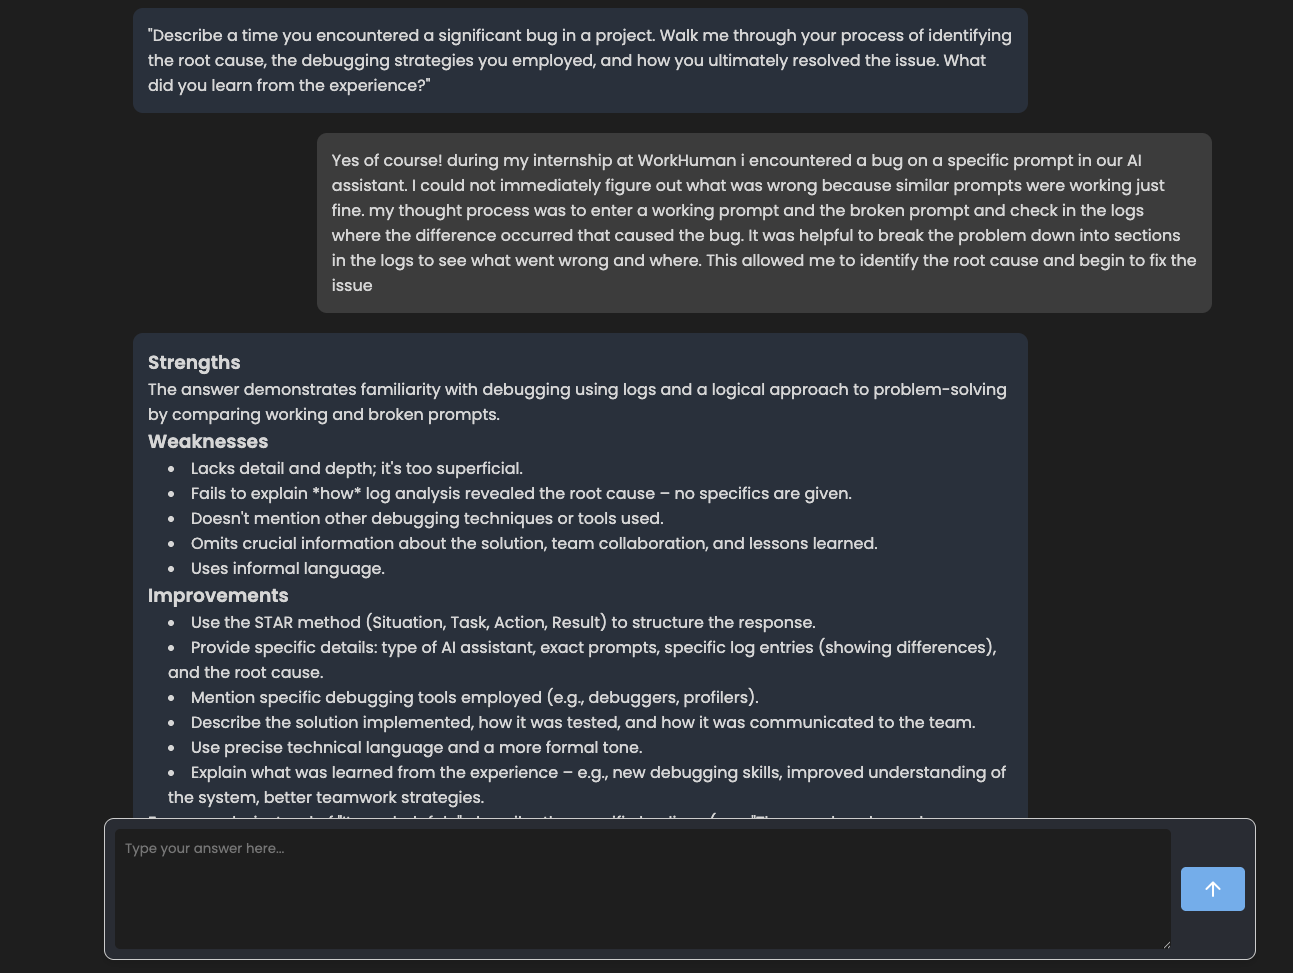 "Describe a time you encountered a significant bug in a project. Walk me through your process of identifying
the root cause, the debugging strategies you employed, and how you ultimately resolved the issue. What
did you learn from the experience?"
Yes of course! during my internship at WorkHuman i encountered a bug on a specific prompt in our AI
assistant. I could not immediately figure out what was wrong because similar prompts were working just
fine. my thought process was to enter a working prompt and the broken prompt and check in the logs
where the difference occurred that caused the bug. It was helpful to break the problem down into sections
in the logs to see what went wrong and where. This allowed me to identify the root cause and begin to fix the
issue
Strengths
The answer demonstrates familiarity with debugging using logs and a logical approach to problem-solving
by comparing working and broken prompts.
Weaknesses
• Lacks detail and depth; it's too superficial.
• Fails to explain *how* log analysis revealed the root cause – no specifics are given.
• Doesn't mention other debugging techniques or tools used.
• Omits crucial information about the solution, team collaboration, and lessons learned.
• Uses informal language.
Improvements
• Use the STAR method (Situation, Task, Action, Result) to structure the response.
• Provide specific details: type of AI assistant, exact prompts, specific log entries (showing differences),
and the root cause.
• Mention specific debugging tools employed (e.g., debuggers, profilers).
• Describe the solution implemented, how it was tested, and how it was communicated to the team.
• Use precise technical language and a more formal tone.
• Explain what was learned from the experience – e.g., new debugging skills, improved understanding of
the system, better teamwork strategies.
Type your answer here...